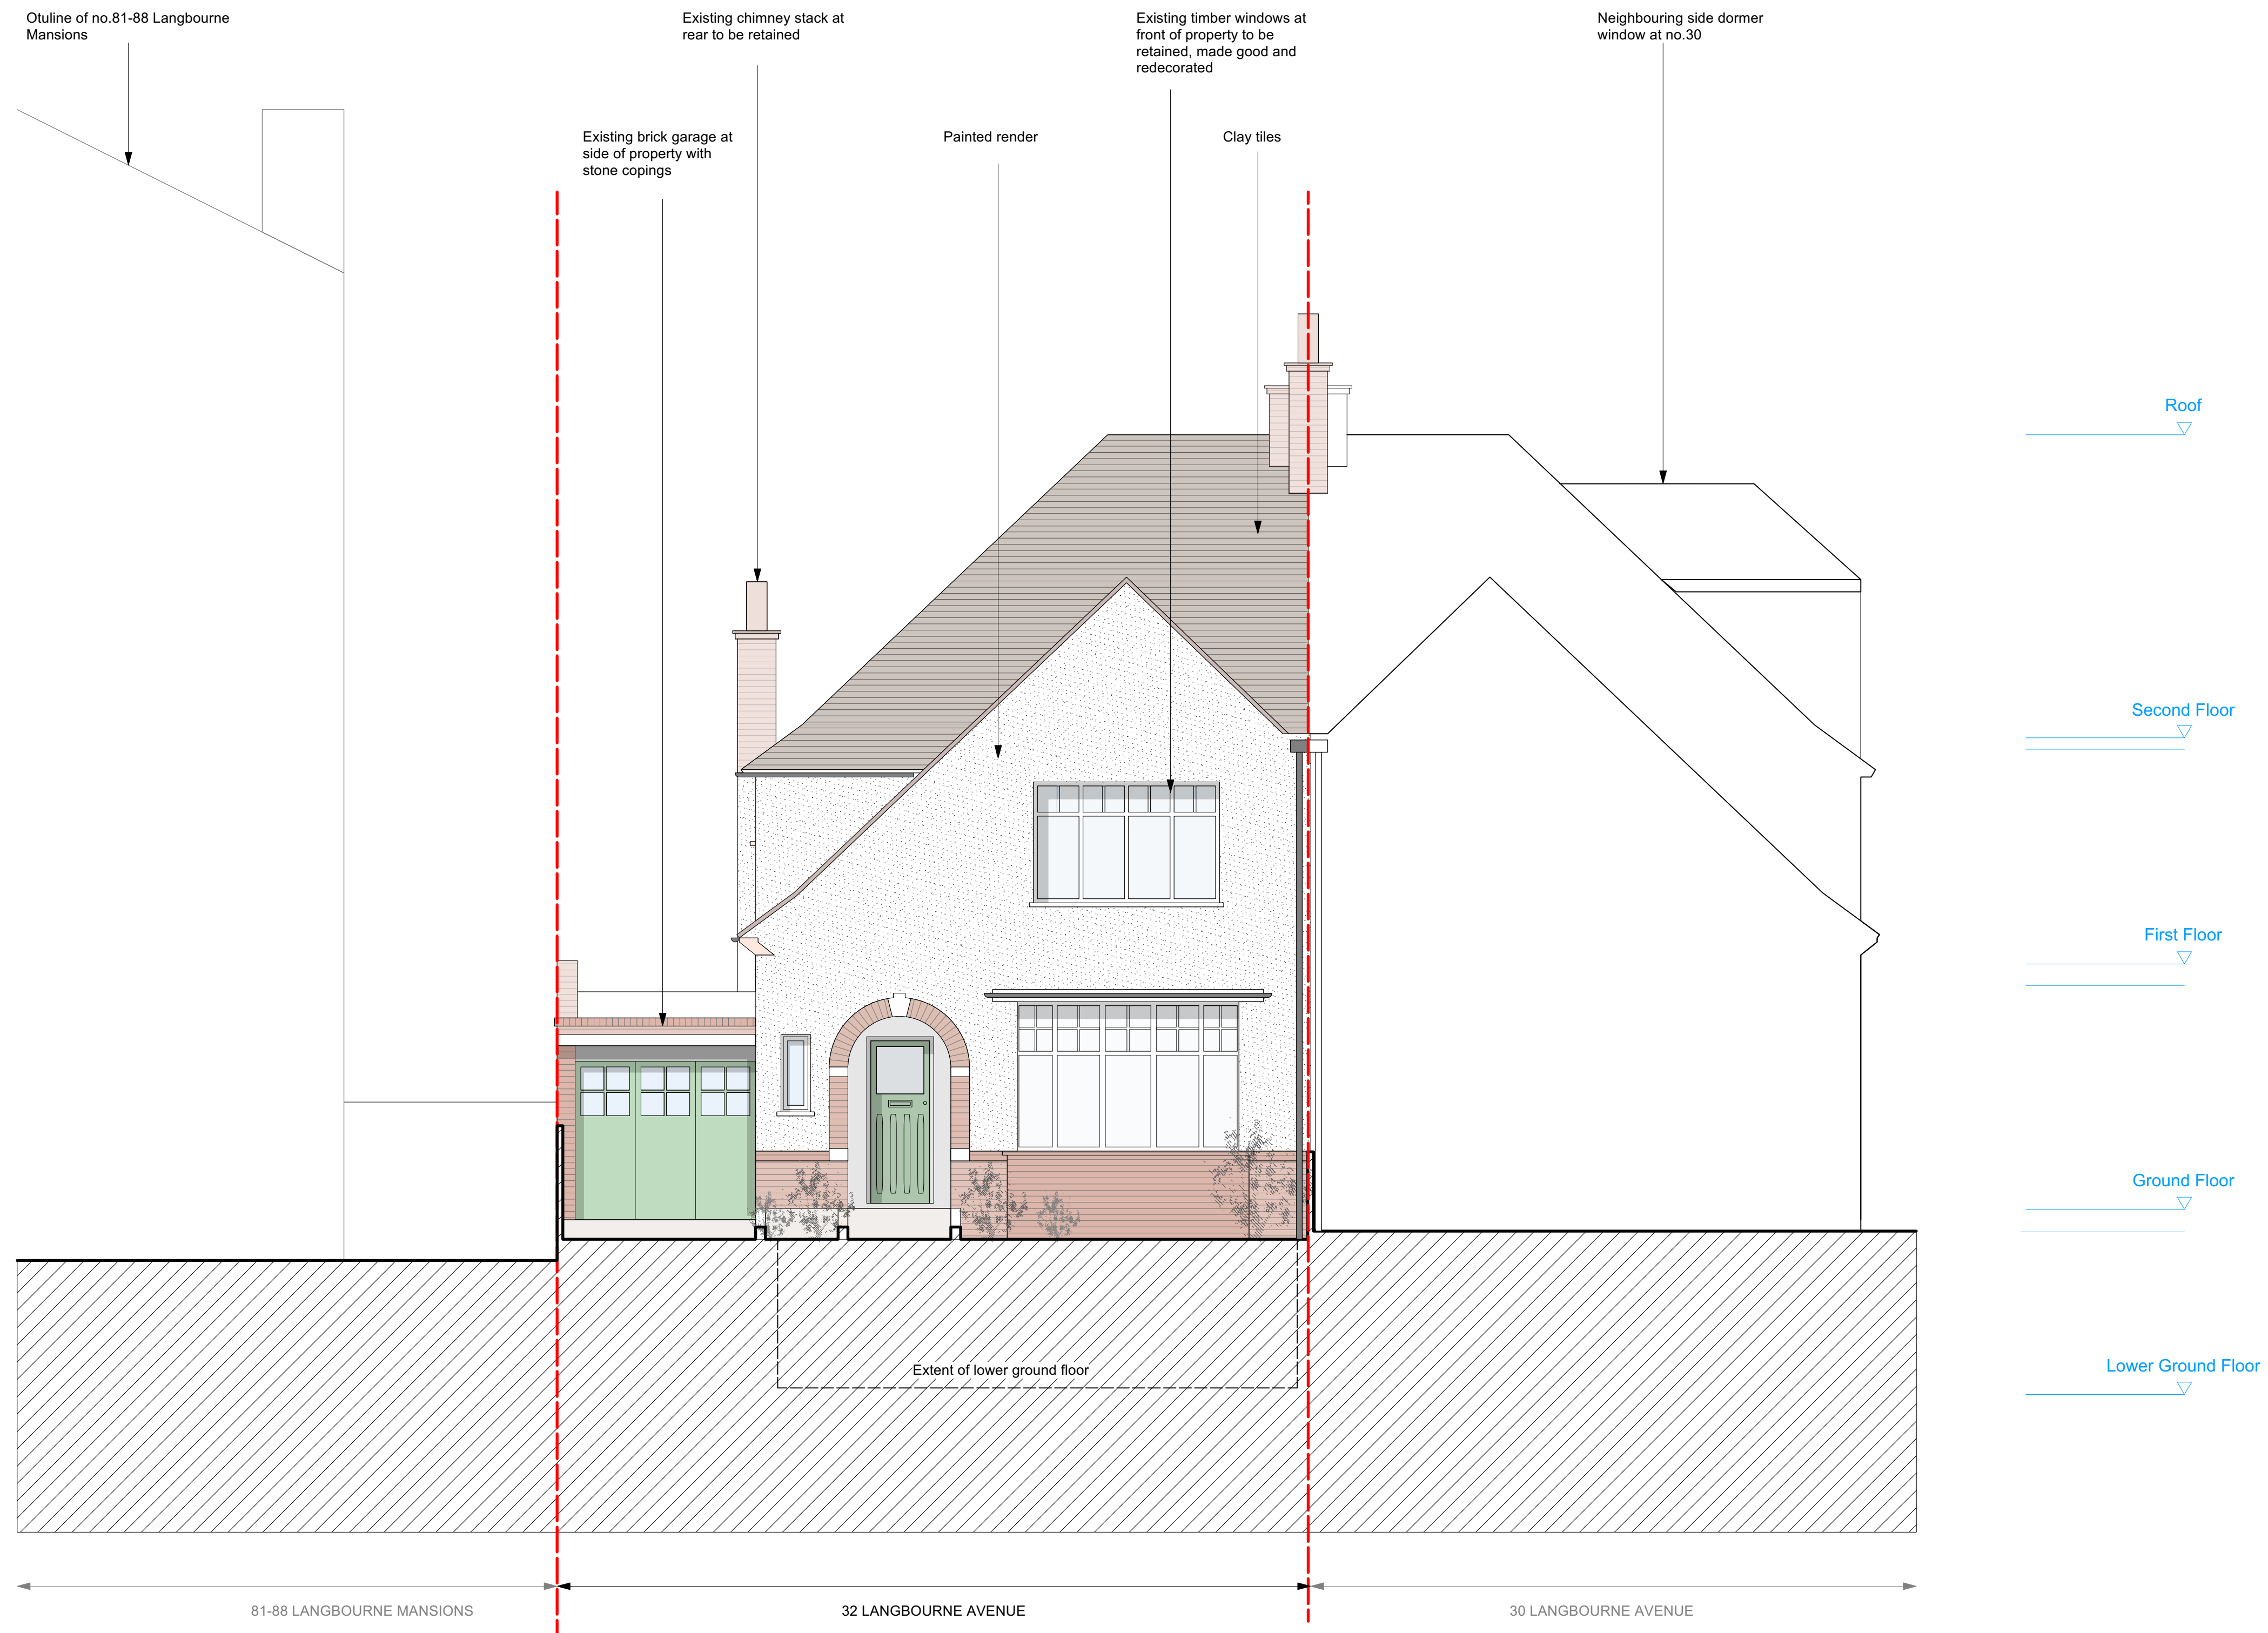 Otuline of no.81-88 Langbourne
Mansions
Existing chimney stack at
rear to be retained
Existing timber windows at
front of property to be
retained, made good and
redecorated
Neighbouring side dormer
window at no.30
Existing brick garage at
side of property with
stone copings
Painted render
Clay tiles
Roof
Second Floor
First Floor
Ground Floor
Lower Ground Floor
Extent of lower ground floor
81-88 LANGBOURNE MANSIONS
32 LANGBOURNE AVENUE
30 LANGBOURNE AVENUE